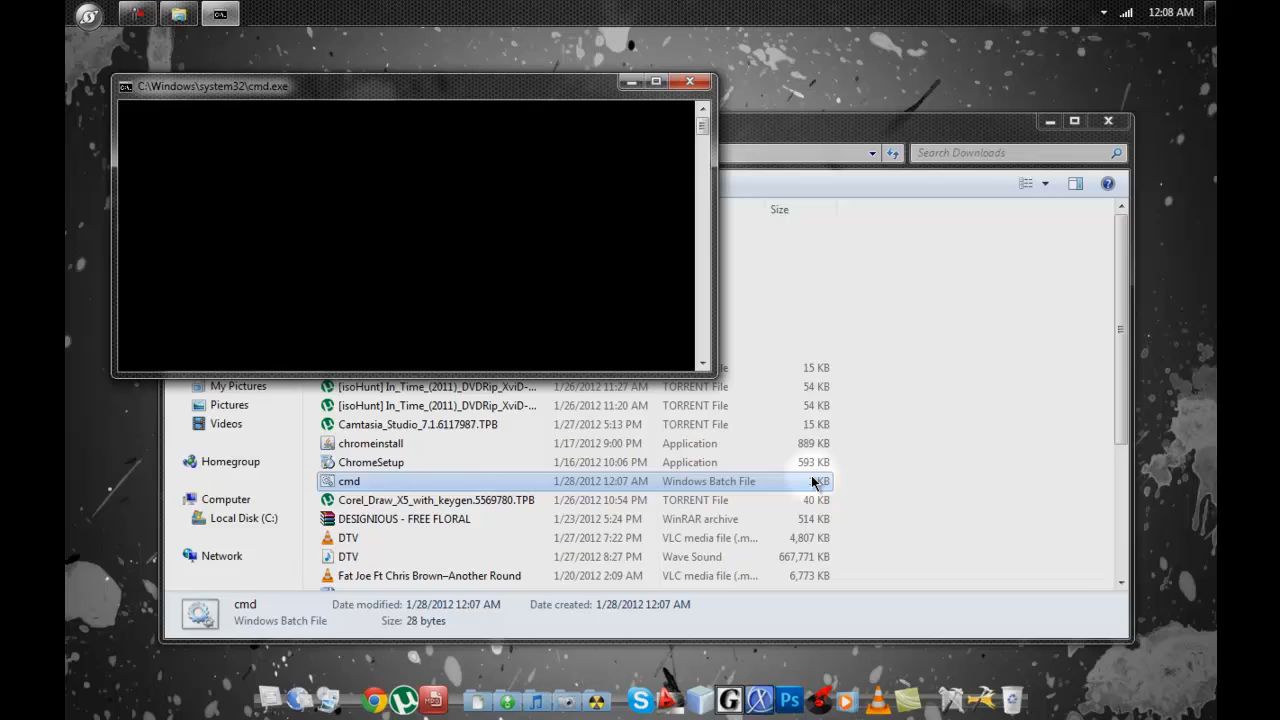 12:08 AM
C:\Windows\system32\cmd.exe
Search Downloads
Size
15 KB
My Pictures [isoHunt] In_Time_(2011)_DVDRip_XviD-... 1/26/2012 11:27 AM TORRENT File 54 KB
Pictures [isoHunt] In_Time_(2011)_DVDRip_XviD-... 1/26/2012 11:20 AM TORRENT File 54 KB
Videos Camtasia_Studio_7.1.6117987.TPB 1/27/2012 5:13 PM TORRENT File 15 KB
chromeinstall 1/17/2012 9:00 PM Application 889 KB
Homegroup ChromeSetup 1/16/2012 10:06 PM Application 593 KB
cmd 1/28/2012 12:07 AM Windows Batch File KB
Computer Corel_Draw_X5_with_keygen.5569780.TPB 1/26/2012 10:54 PM TORRENT File 40 KB
Local Disk (C:) DESIGNIOUS - FREE FLORAL 1/23/2012 5:24 PM WinRAR archive 514 KB
DTV 1/27/2012 7:22 PM VLC media file (.m... 4,807 KB
Network DTV 1/27/2012 8:27 PM Wave Sound 667,771 KB
Fat Joe Ft Chris Brown–Another Round 1/20/2012 2:09 AM VLC media file (.m... 6,773 KB
cmd Date modified: 1/28/2012 12:07 AM Date created: 1/28/2012 12:07 AM
Windows Batch File Size: 28 bytes
Ps